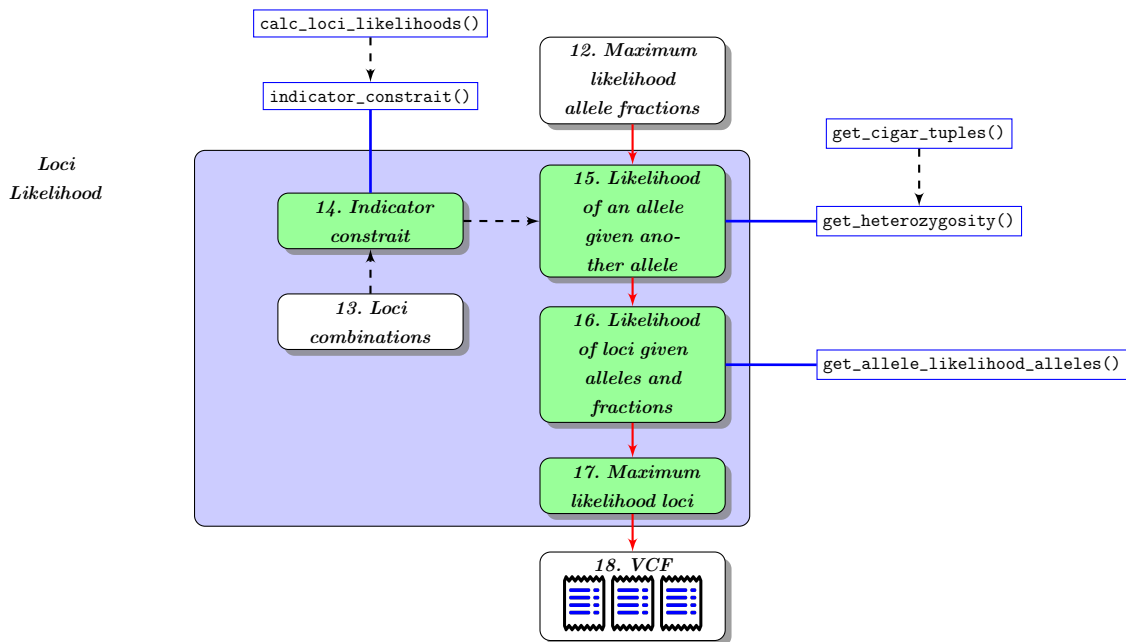 calc_loci_likelihoods()
indicator_constrait()
12. Maximum
likelihood
allele fractions
get_cigar_tuples()
get_heterozygosity()
Loci
Likelihood
14. Indicator
constrait
15. Likelihood
of an allele
given ano-
ther allele
13. Loci
combinations
16. Likelihood
of loci given
alleles and
fractions
get_allele_likelihood_alleles()
17. Maximum
likelihood loci
18. VCF